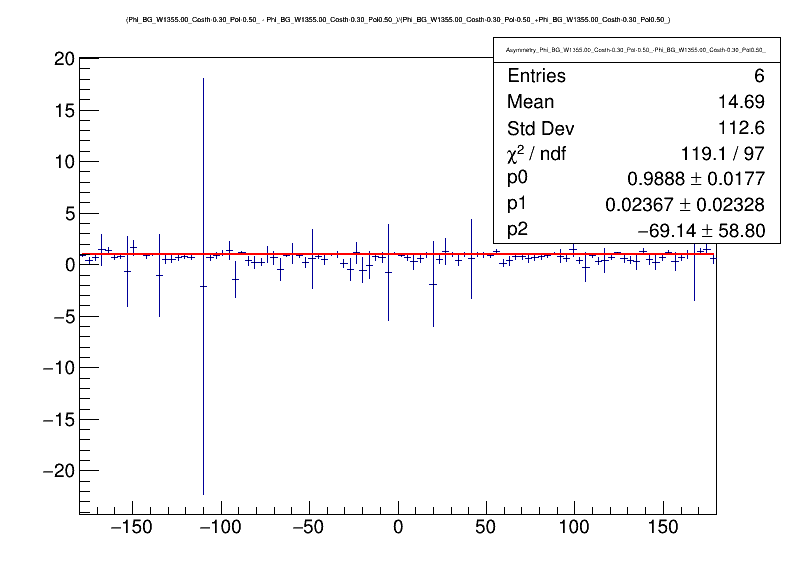 (Phi_BG_W1355.00_Costh-0.30_Pol-0.50_ - Phi_BG_W1355.00_Costh-0.30_Pol0.50_)/(Phi_BG_W1355.00_Costh-0.30_Pol-0.50_+Phi_BG_W1355.00_Costh-0.30_Pol0.50_)
Asymmetry_Phi_BG_W1355.00_Costh-0.30_Pol-0.50_-Phi_BG_W1355.00_Costh-0.30_Pol0.50_
Entries 6
Mean 14.69
Std Dev 112.6
χ² / ndf 119.1 / 97
p0 0.9888 ± 0.0177
p1 0.02367 ± 0.02328
p2 −69.14 ± 58.80
20
15
10
5
0
−5
−10
−15
−20
−150 −100 −50 0 50 100 150